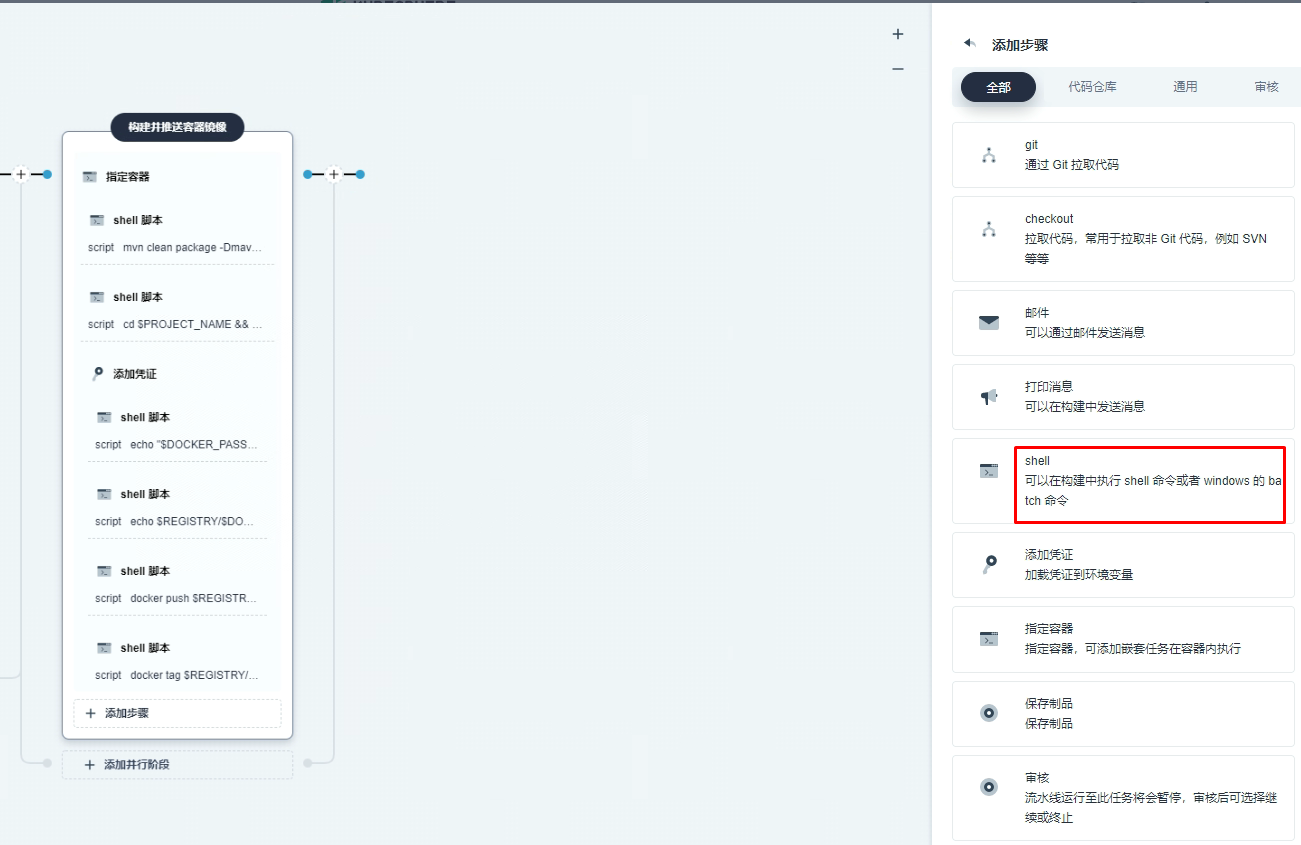 构建并推送容器镜像
指定容器
shell 脚本
script mvn clean package -Dmav…
shell 脚本
script cd $PROJECT_NAME && …
添加凭证
shell 脚本
script echo "$DOCKER_PASS…
shell 脚本
script echo $REGISTRY/$DO…
shell 脚本
script docker push $REGISTR…
shell 脚本
script docker tag $REGISTRY/…
添加步骤
添加并行阶段
添加步骤
全部 代码仓库 通用 审核
git
通过 Git 拉取代码
checkout
拉取代码，常用于拉取非 Git 代码，例如 SVN
等等
邮件
可以通过邮件发送消息
打印消息
可以在构建中发送消息
shell
可以在构建中执行 shell 命令或者 windows 的 ba
tch 命令
添加凭证
加载凭证到环境变量
指定容器
指定容器，可添加嵌套任务在容器内执行
保存制品
保存制品
审核
流水线运行至此任务将会暂停，审核后可选择继
续或终止